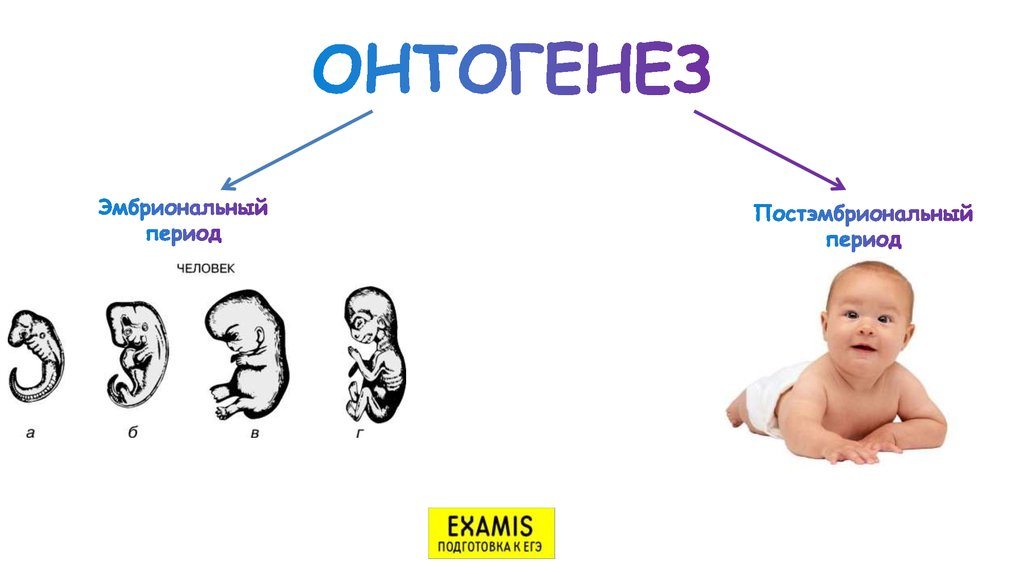 ОНТОГЕНЕЗ
Эмбриональный
период
Постэмбриональный
период
ЧЕЛОВЕК
а
б
в
г
EXAMIS
ПОДГОТОВКА К ЕГЭ